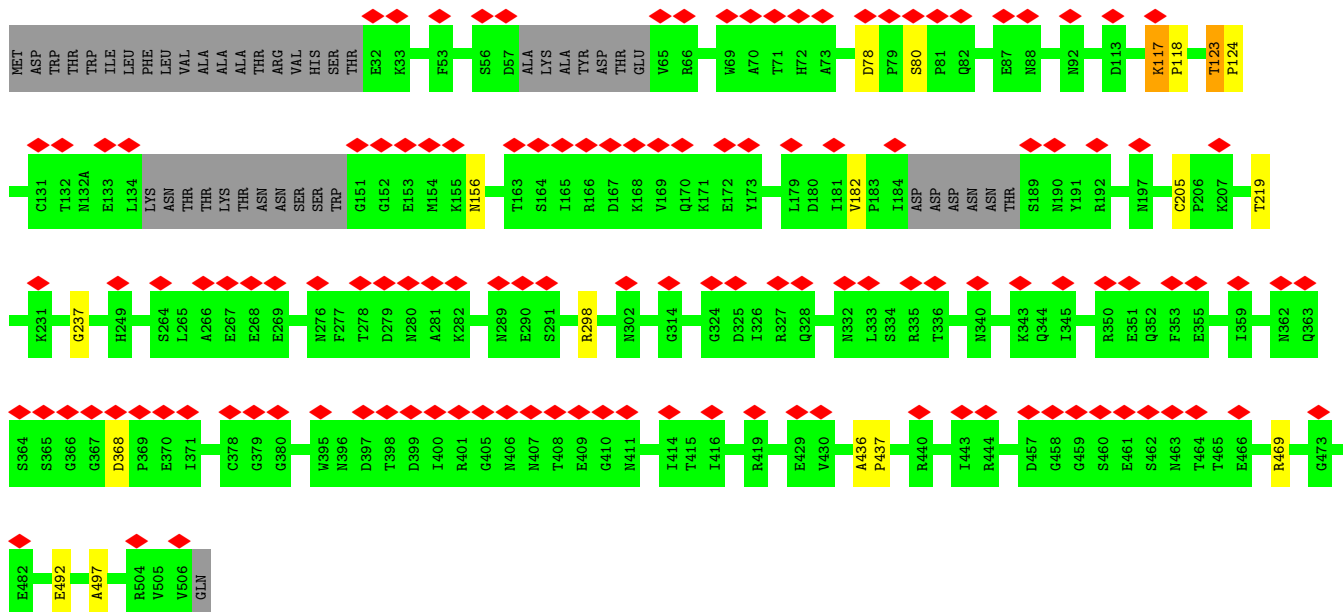 MET ASP TRP THR TRP ILE LEU PHE LEU VAL ALA ALA ALA THR ARG VAL HIS SER THR E32 K33 F53 S56 D57 ALA LYS ALA TYR ASP THR GLU V65 R66 W69 A70 T71 H72 A73 D78 P79 S80 P81 Q82 E87 N88 N92 D113 K117 P118 T123 P124
C131 T132 N132A E133 L134 LYS ASN THR THR LYS THR ASN ASN SER SER TRP G151 G152 E153 M154 K155 N156 T163 S164 I165 R166 D167 K168 V169 Q170 K171 E172 Y173 L179 D180 I181 V182 P183 I184 ASP ASP ASP ASN ASN THR S189 N190 Y191 R192 N197 C205 P206 K207 T219
K231 G237 H249 S264 L265 A266 E267 E268 E269 N276 F277 T278 D279 N280 A281 K282 N289 E290 S291 R298 N302 G314 G324 D325 I326 R327 Q328 N332 L333 S334 R335 T336 N340 K343 Q344 I345 R350 E351 Q352 F353 E355 I359 N362 Q363
S364 S365 G366 G367 D368 P369 E370 I371 C378 G379 G380 W395 N396 D397 T398 D399 I400 R401 G405 N406 N407 T408 E409 G410 N411 I414 T415 I416 R419 E429 V430 A436 P437 R440 I443 R444 D457 G458 G459 S460 E461 S462 N463 T464 T465 E466 R469 G473
E482 E492 A497 R504 V505 V506 GLN